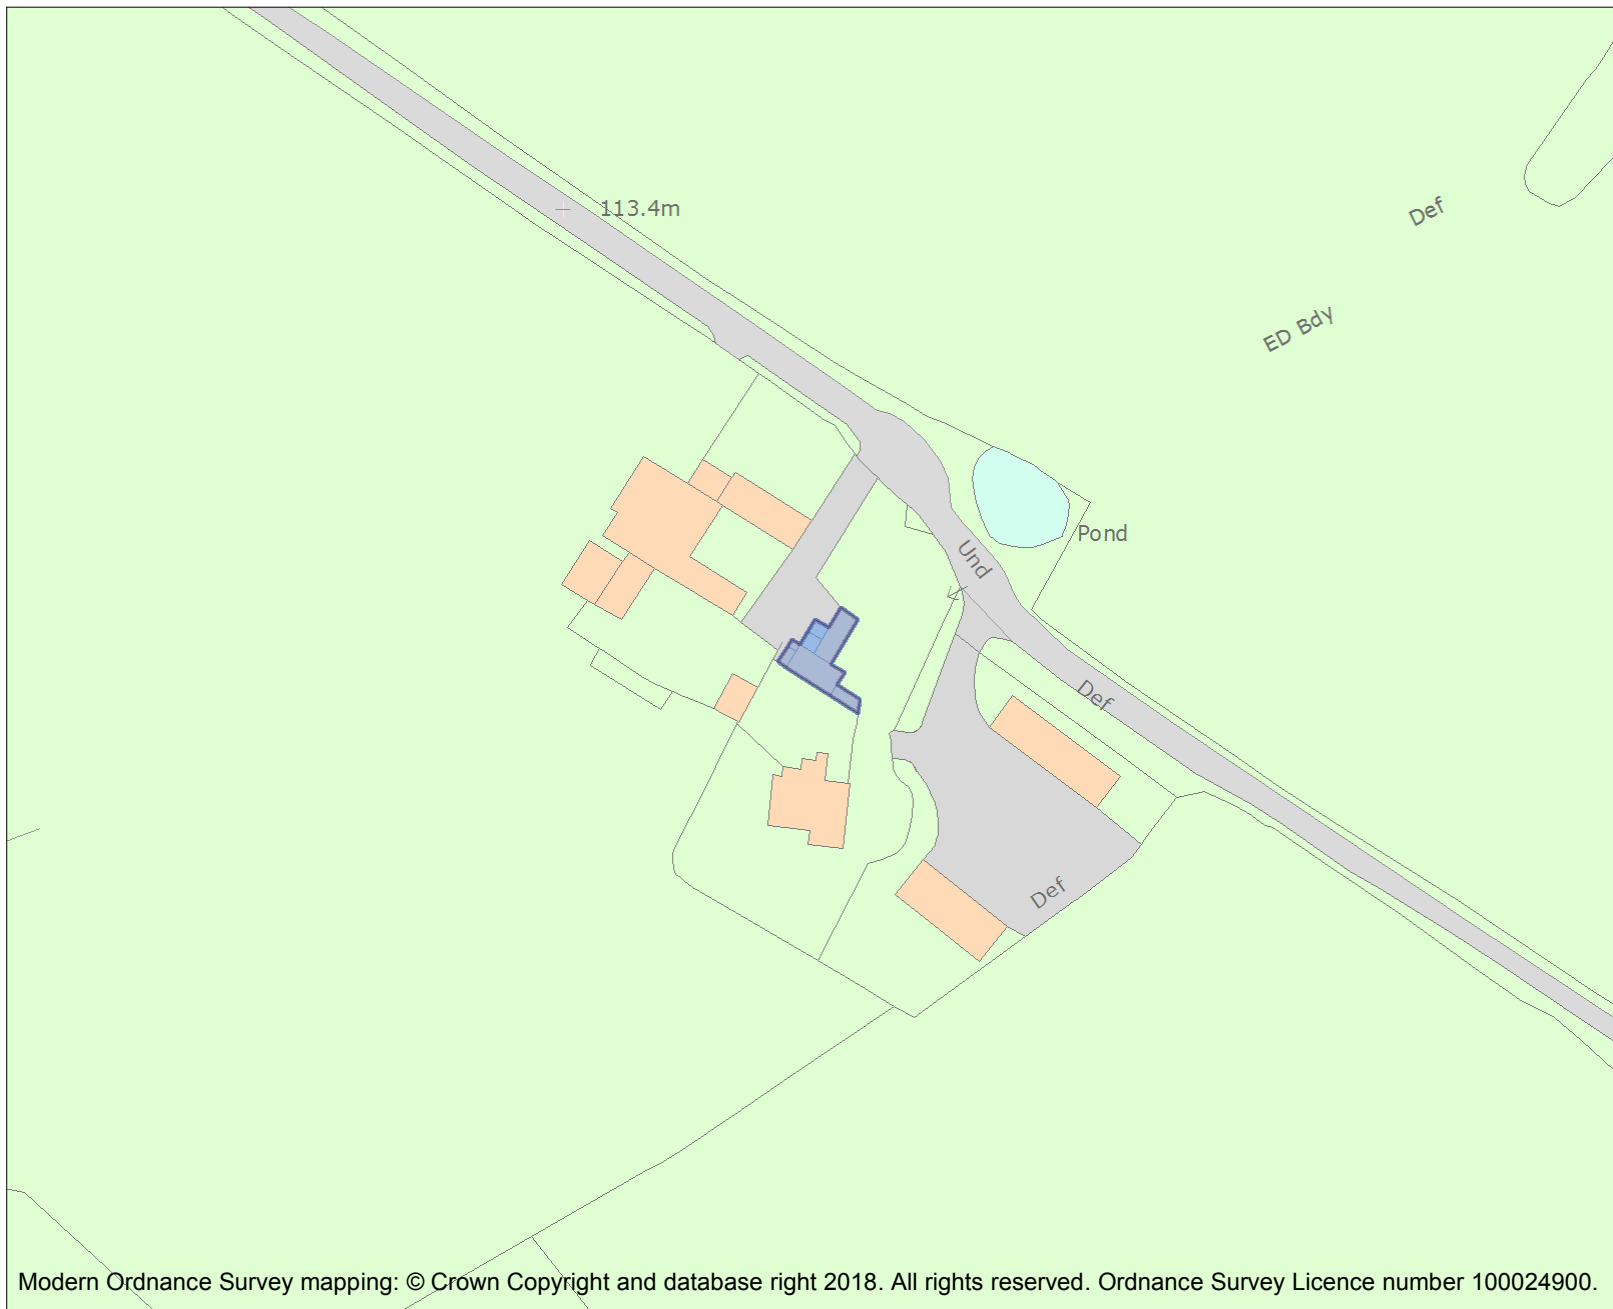 113.4m
Def
ED Bdy
Pond
Und
Def
Def
Modern Ordnance Survey mapping: © Crown Copyright and database right 2018. All rights reserved. Ordnance Survey Licence number 100024900.